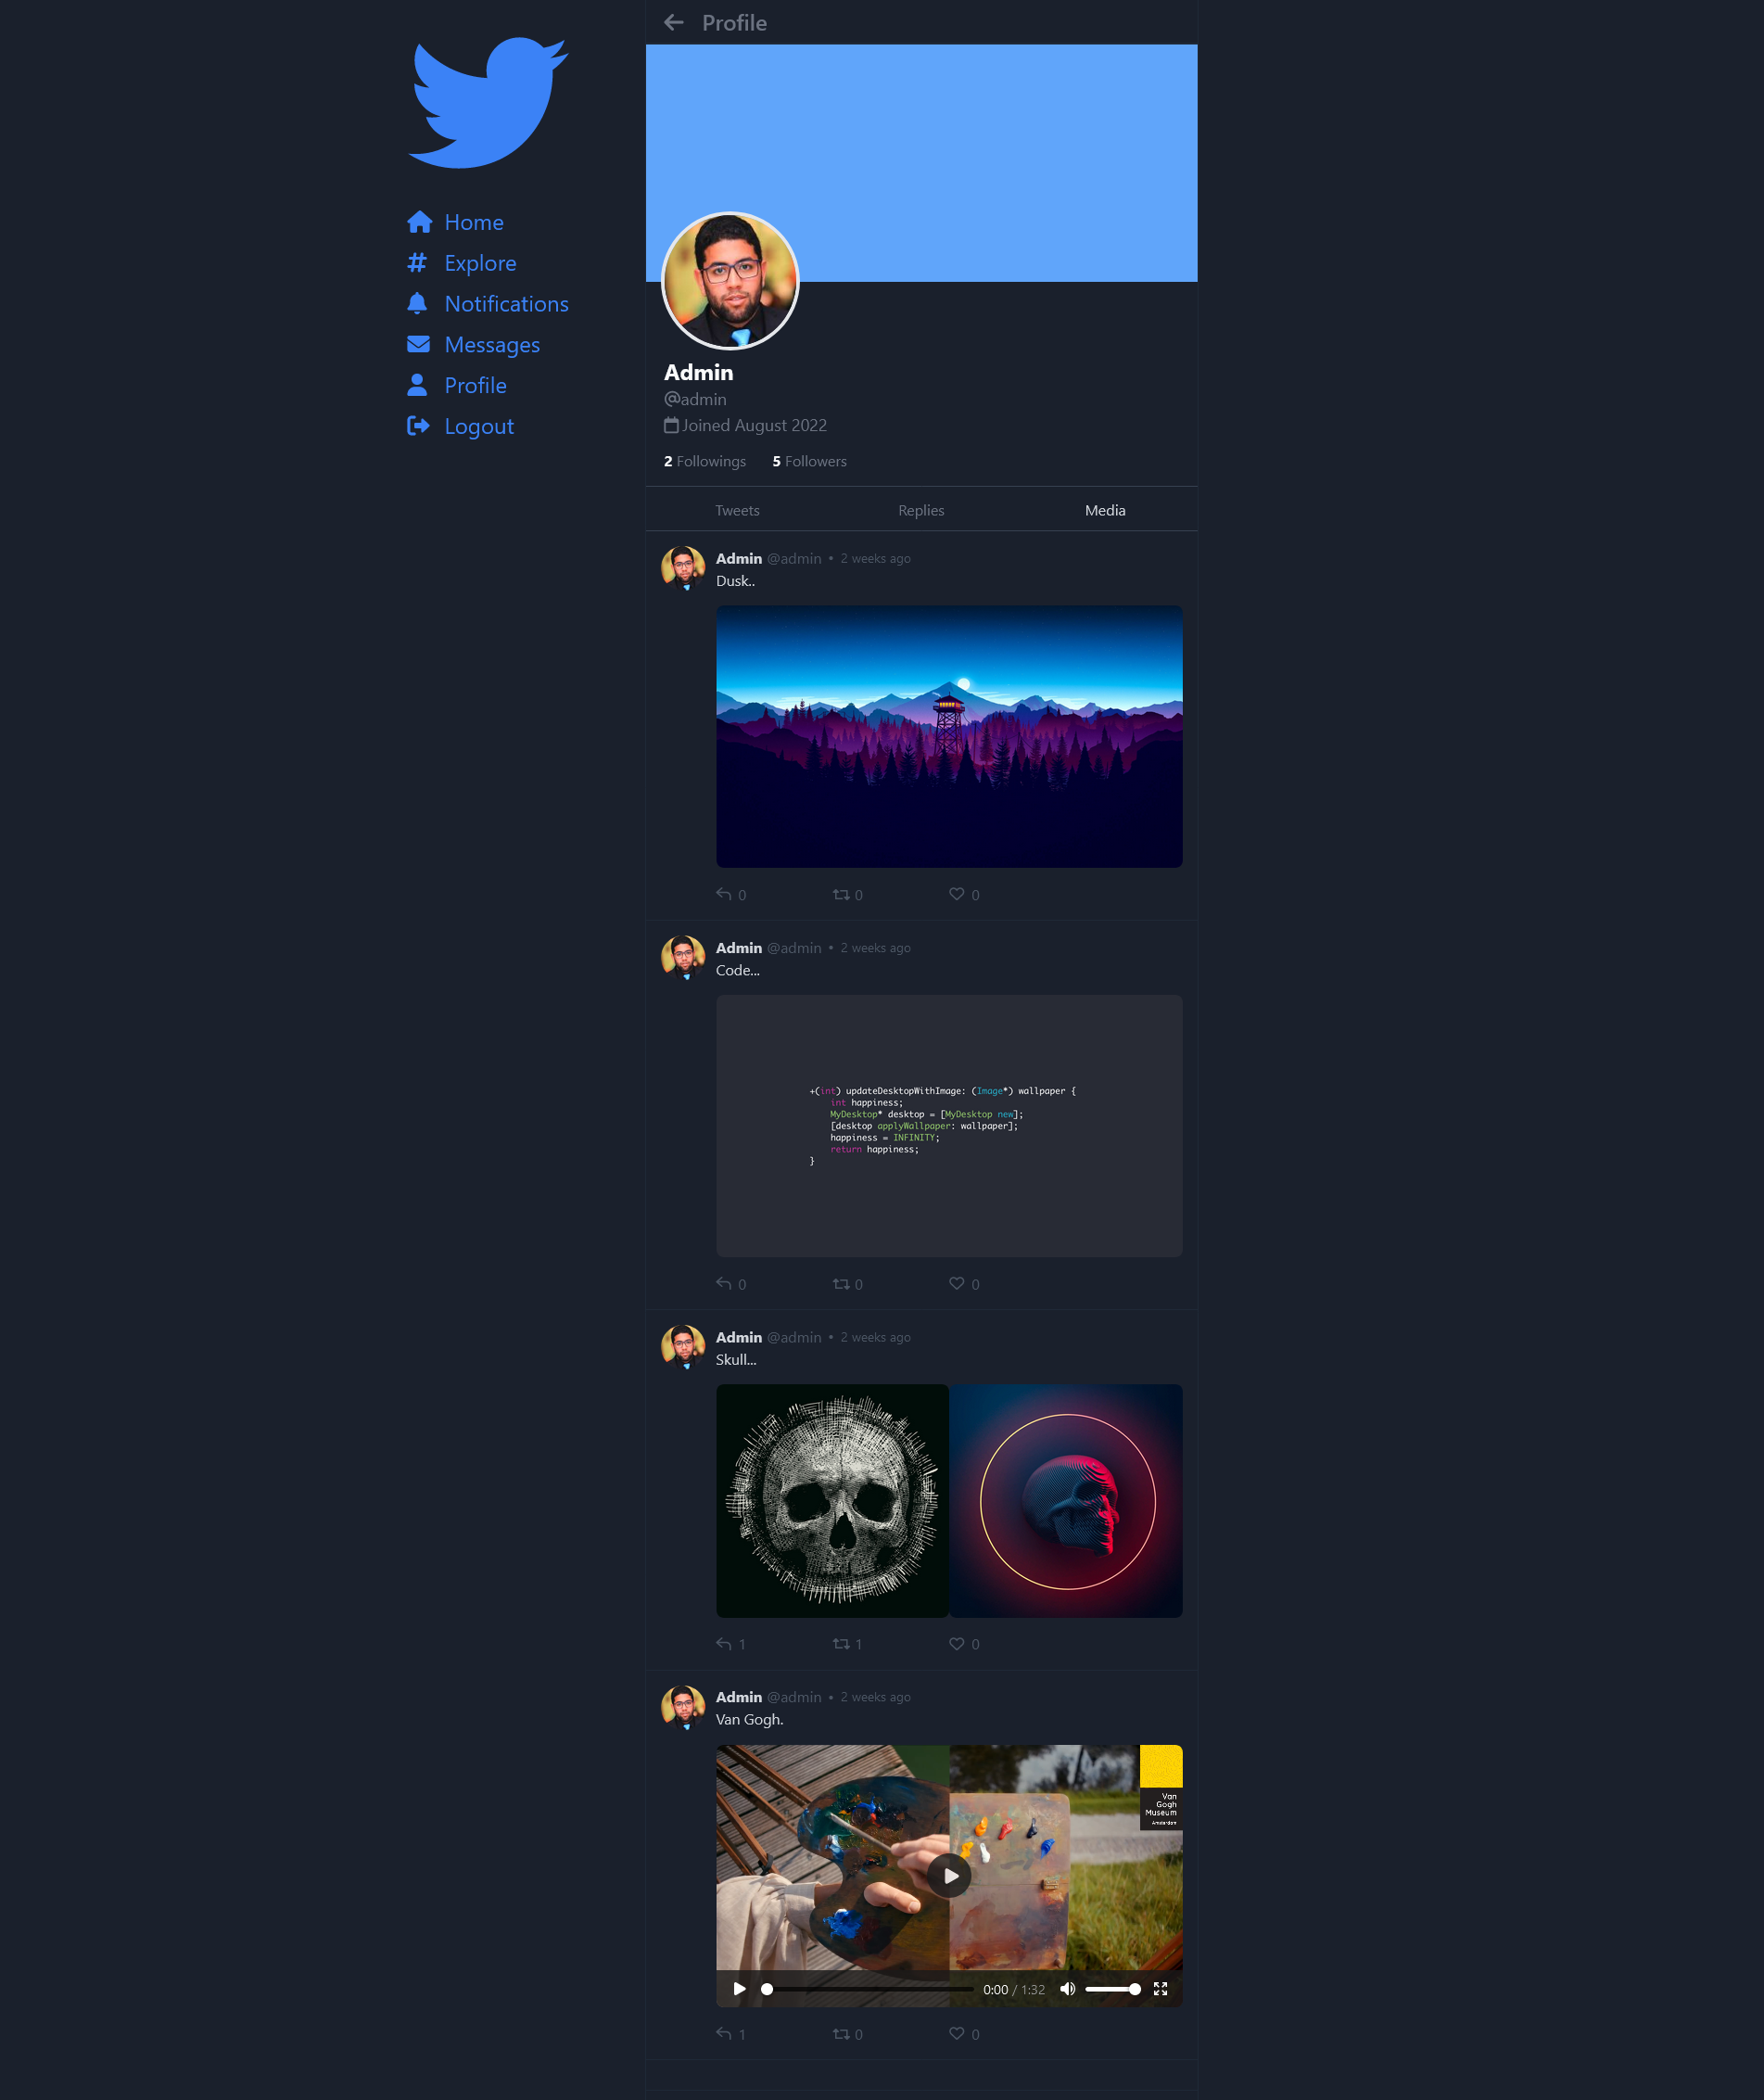 Profile
Home
Explore
Notifications
Messages
Profile
Logout
Admin
@admin
Joined August 2022
2 Followings 5 Followers
Tweets Replies Media
Admin @admin • 2 weeks ago
Dusk..
0 0 0
Admin @admin • 2 weeks ago
Code...
+(int) updateDesktopWithImage: (Image*) wallpaper {
int happiness;
MyDesktop* desktop = [MyDesktop new];
[desktop applyWallpaper: wallpaper];
happiness = INFINITY;
return happiness;
}
0 0 0
Admin @admin • 2 weeks ago
Skull...
1 1 0
Admin @admin • 2 weeks ago
Van Gogh.
Van
Gogh
Museum
Amsterdam
0:00 / 1:32
1 0 0